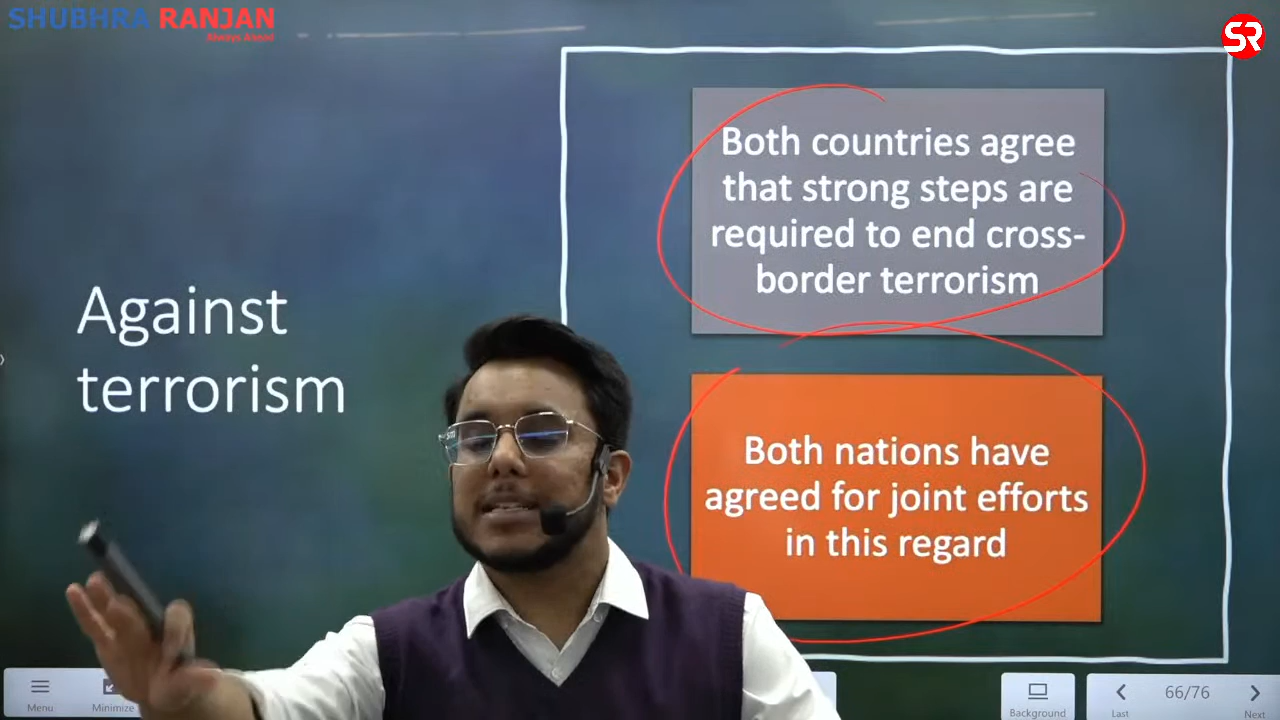 SHUBHRA RANJAN
Always Ahead
SR
Both countries agree
that strong steps are
required to end cross-
border terrorism
Against
terrorism
Both nations have
agreed for joint efforts
in this regard
Menu
Minimize
Background
66/76
Last
Next